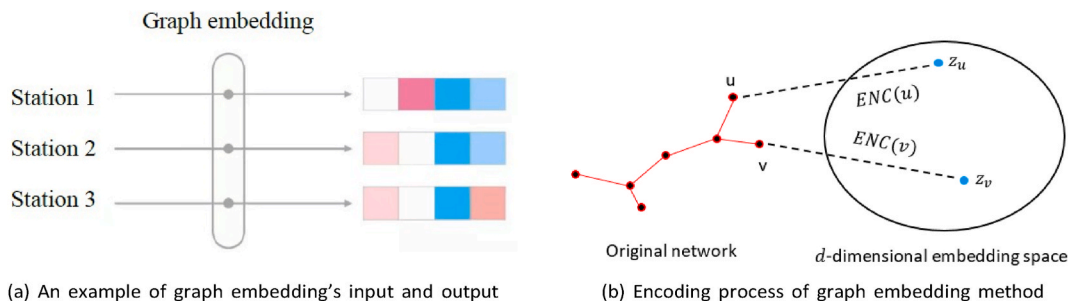 Graph embedding
Station 1
Station 2
Station 3
(a) An example of graph embedding's input and output
u
v
ENC(u)
ENC(v)
z_u
z_v
Original network
d-dimensional embedding space
(b) Encoding process of graph embedding method